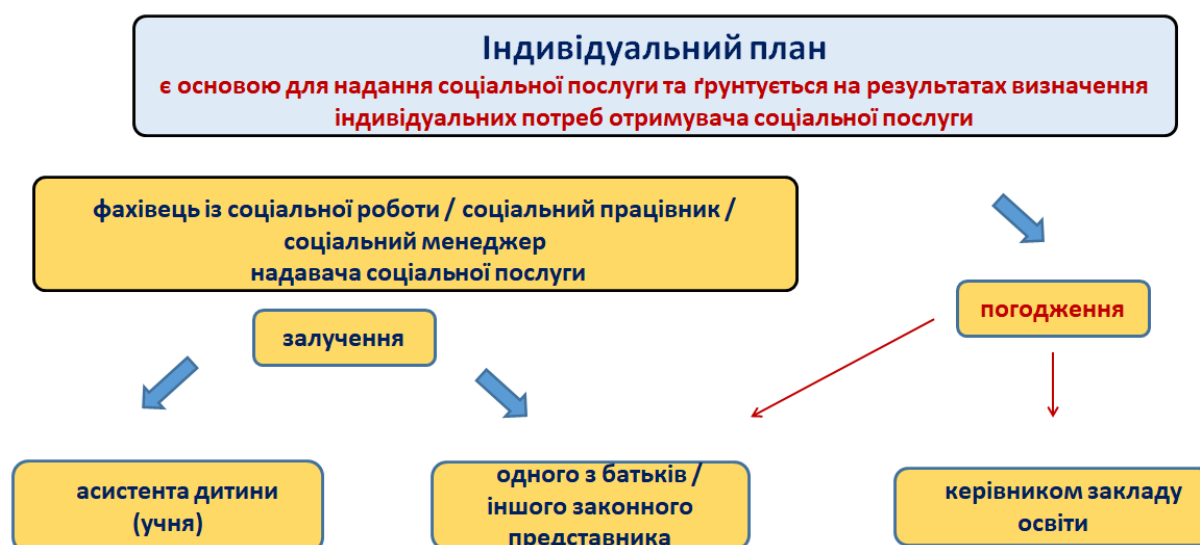 Індивідуальний план
є основою для надання соціальної послуги та ґрунтується на результатах визначення
індивідуальних потреб отримувача соціальної послуги
фахівець із соціальної роботи / соціальний працівник /
соціальний менеджер
надавача соціальної послуги
залучення
погодження
асистента дитини
(учня)
одного з батьків /
іншого законного
представника
керівником закладу
освіти